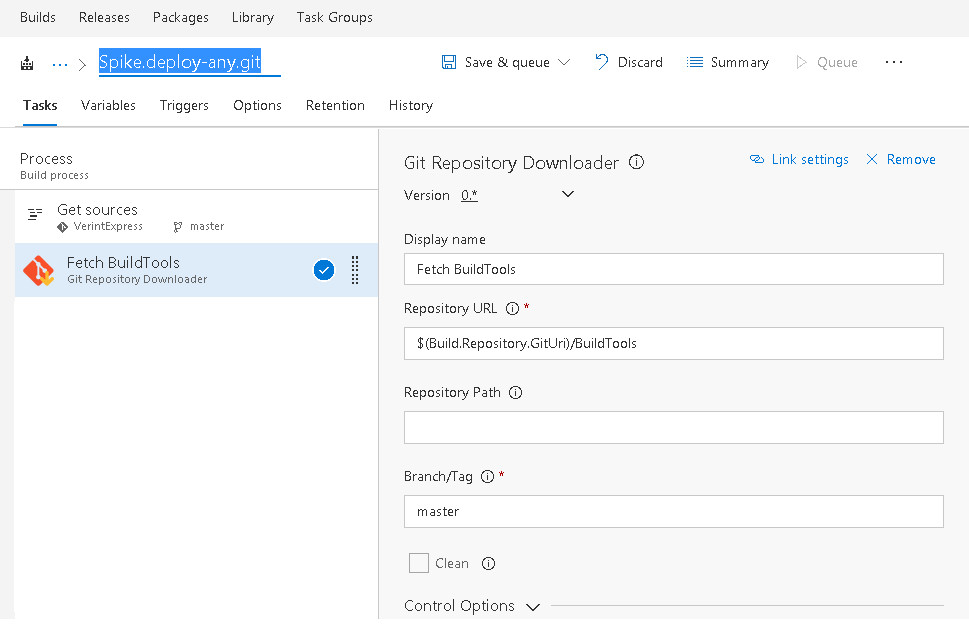 Builds Releases Packages Library Task Groups
... > Spike.deploy-any.git Save & queue Discard Summary Queue ...
Tasks Variables Triggers Options Retention History
Process
Build process
Get sources
VerintExpress master
Fetch BuildTools
Git Repository Downloader
Git Repository Downloader Link settings Remove
Version 0.*
Display name
Fetch BuildTools
Repository URL *
$(Build.Repository.GitUri)/BuildTools
Repository Path
Branch/Tag *
master
Clean
Control Options